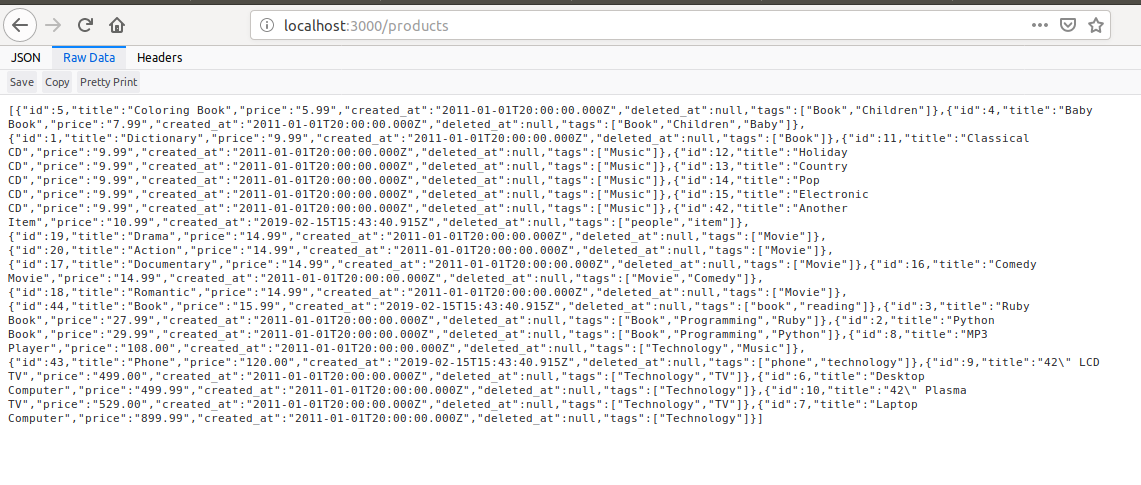 localhost:3000/products
JSON Raw Data Headers
Save Copy Pretty Print
[{"id":5,"title":"Coloring Book","price":"5.99","created_at":"2011-01-01T20:00:00.000Z","deleted_at":null,"tags":["Book","Children"]},{"id":4,"title":"Baby
Book","price":"7.99","created_at":"2011-01-01T20:00:00.000Z","deleted_at":null,"tags":["Book","Children","Baby"]},
{"id":1,"title":"Dictionary","price":"9.99","created_at":"2011-01-01T20:00:00.000Z","deleted_at":null,"tags":["Book"]},{"id":11,"title":"Classical
CD","price":"9.99","created_at":"2011-01-01T20:00:00.000Z","deleted_at":null,"tags":["Music"]},{"id":12,"title":"Holiday
CD","price":"9.99","created_at":"2011-01-01T20:00:00.000Z","deleted_at":null,"tags":["Music"]},{"id":13,"title":"Country
CD","price":"9.99","created_at":"2011-01-01T20:00:00.000Z","deleted_at":null,"tags":["Music"]},{"id":14,"title":"Pop
CD","price":"9.99","created_at":"2011-01-01T20:00:00.000Z","deleted_at":null,"tags":["Music"]},{"id":15,"title":"Electronic
CD","price":"9.99","created_at":"2011-01-01T20:00:00.000Z","deleted_at":null,"tags":["Music"]},{"id":42,"title":"Another
Item","price":"10.99","created_at":"2019-02-15T15:43:40.915Z","deleted_at":null,"tags":["people","item"]},
{"id":19,"title":"Drama","price":"14.99","created_at":"2011-01-01T20:00:00.000Z","deleted_at":null,"tags":["Movie"]},
{"id":20,"title":"Action","price":"14.99","created_at":"2011-01-01T20:00:00.000Z","deleted_at":null,"tags":["Movie"]},
{"id":17,"title":"Documentary","price":"14.99","created_at":"2011-01-01T20:00:00.000Z","deleted_at":null,"tags":["Movie"]},{"id":16,"title":"Comedy
Movie","price":"14.99","created_at":"2011-01-01T20:00:00.000Z","deleted_at":null,"tags":["Movie","Comedy"]},
{"id":18,"title":"Romantic","price":"14.99","created_at":"2011-01-01T20:00:00.000Z","deleted_at":null,"tags":["Movie"]},
{"id":44,"title":"Book","price":"15.99","created_at":"2019-02-15T15:43:40.915Z","deleted_at":null,"tags":["book","reading"]},{"id":3,"title":"Ruby
Book","price":"27.99","created_at":"2011-01-01T20:00:00.000Z","deleted_at":null,"tags":["Book","Programming","Ruby"]},{"id":2,"title":"Python
Book","price":"29.99","created_at":"2011-01-01T20:00:00.000Z","deleted_at":null,"tags":["Book","Programming","Python"]},{"id":8,"title":"MP3
Player","price":"108.00","created_at":"2011-01-01T20:00:00.000Z","deleted_at":null,"tags":["Technology","Music"]},
{"id":43,"title":"Phone","price":"120.00","created_at":"2019-02-15T15:43:40.915Z","deleted_at":null,"tags":["phone","technology"]},{"id":9,"title":"42\" LCD
TV","price":"499.00","created_at":"2011-01-01T20:00:00.000Z","deleted_at":null,"tags":["Technology","TV"]},{"id":6,"title":"Desktop
Computer","price":"499.99","created_at":"2011-01-01T20:00:00.000Z","deleted_at":null,"tags":["Technology"]},{"id":10,"title":"42\" Plasma
TV","price":"529.00","created_at":"2011-01-01T20:00:00.000Z","deleted_at":null,"tags":["Technology","TV"]},{"id":7,"title":"Laptop
Computer","price":"899.99","created_at":"2011-01-01T20:00:00.000Z","deleted_at":null,"tags":["Technology"]}]